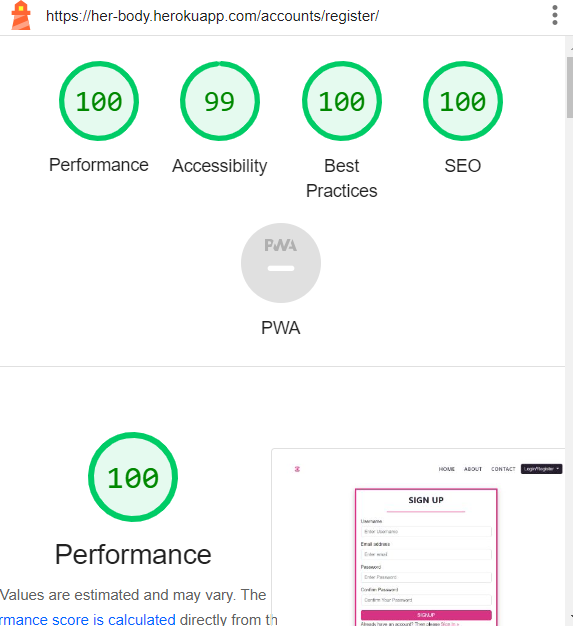 https://her-body.herokuapp.com/accounts/register/
100
99
100
100
Performance
Accessibility
Best
Practices
SEO
PWA
PWA
100
Performance
Values are estimated and may vary. The
rmance score is calculated directly from th
HOME ABOUT CONTACT Login/Register
SIGN UP
Username
Enter Username
Email address
Enter email
Password
Enter Password
Confirm Password
Confirm Your Password
SIGNUP
Already have an account? Then please Sign In